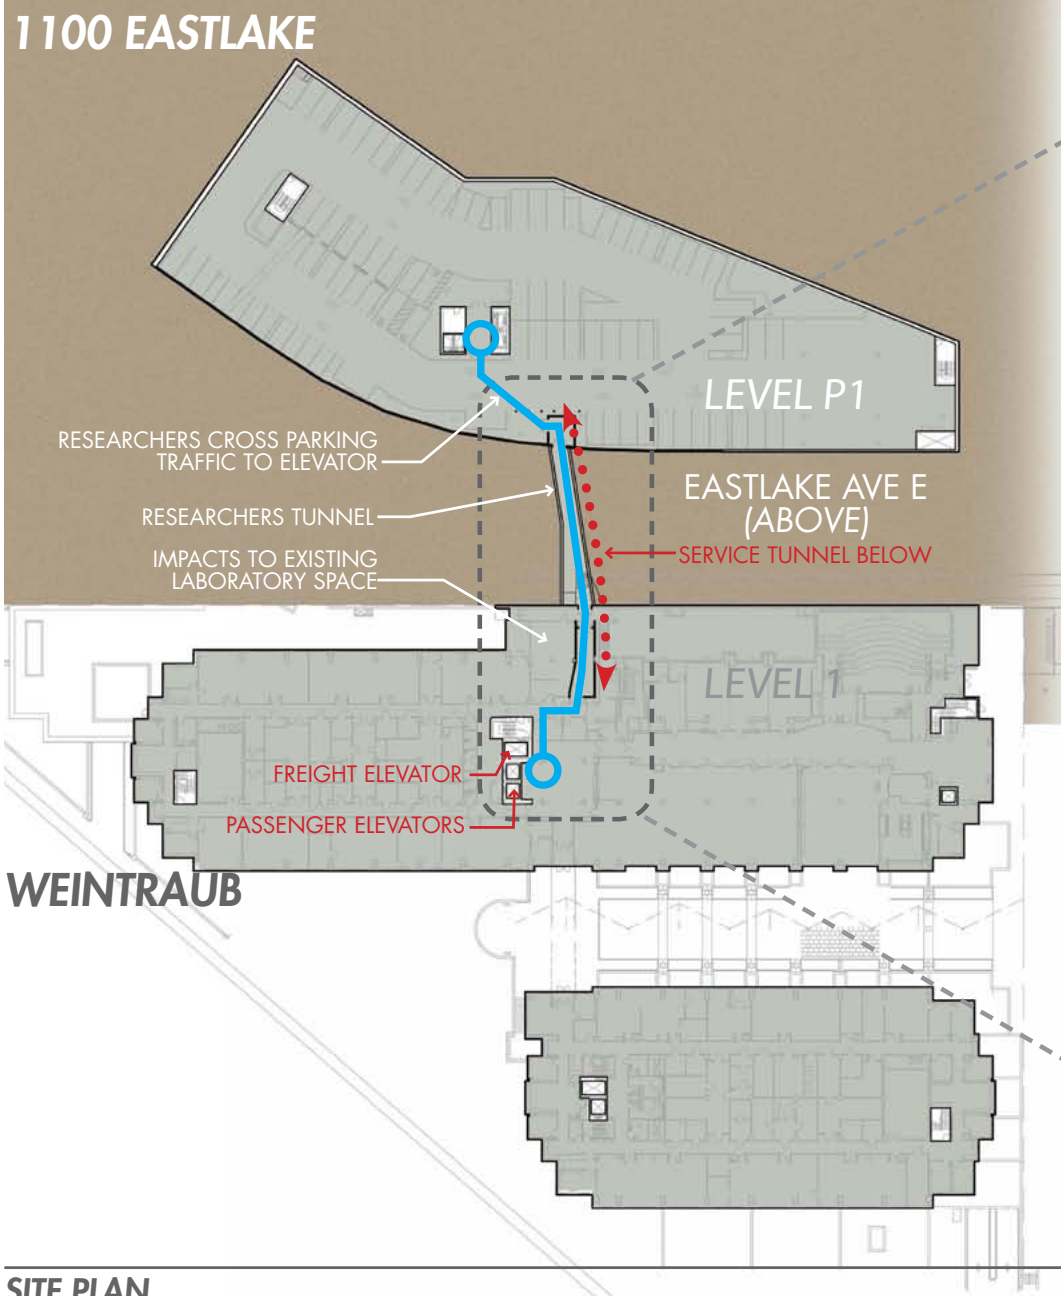 1100 EASTLAKE
LEVEL P1
RESEARCHERS CROSS PARKING
TRAFFIC TO ELEVATOR
EASTLAKE AVE E
(ABOVE)
RESEARCHERS TUNNEL
SERVICE TUNNEL BELOW
IMPACTS TO EXISTING
LABORATORY SPACE
LEVEL 1
FREIGHT ELEVATOR
PASSENGER ELEVATORS
WEINTRAUB
SITE PLAN